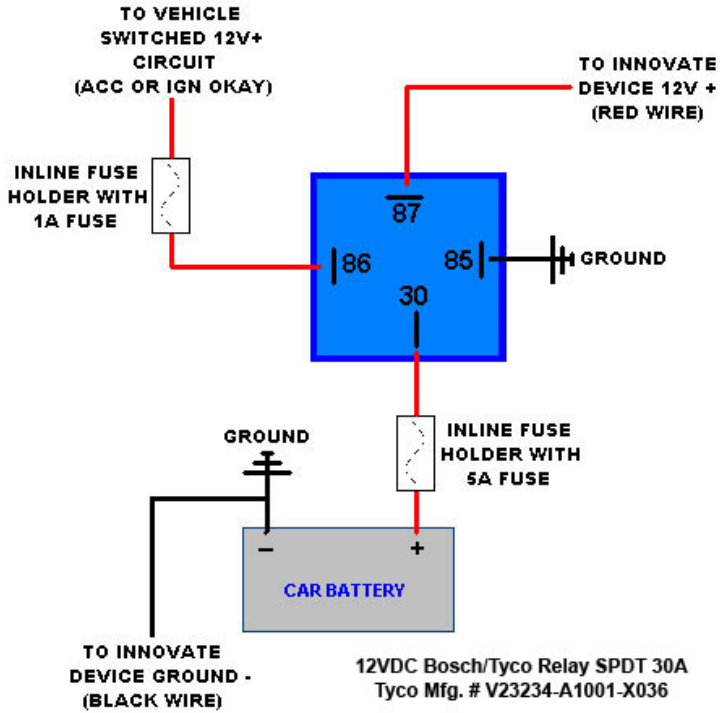 TO VEHICLE
SWITCHED 12V+
CIRCUIT
(ACC OR IGN OKAY)
TO INNOVATE
DEVICE 12V +
(RED WIRE)
INLINE FUSE
HOLDER WITH
1A FUSE
87
86
85
GROUND
30
GROUND
INLINE FUSE
HOLDER WITH
5A FUSE
– +
CAR BATTERY
TO INNOVATE
DEVICE GROUND -
(BLACK WIRE)
12VDC Bosch/Tyco Relay SPDT 30A
Tyco Mfg. # V23234-A1001-X036